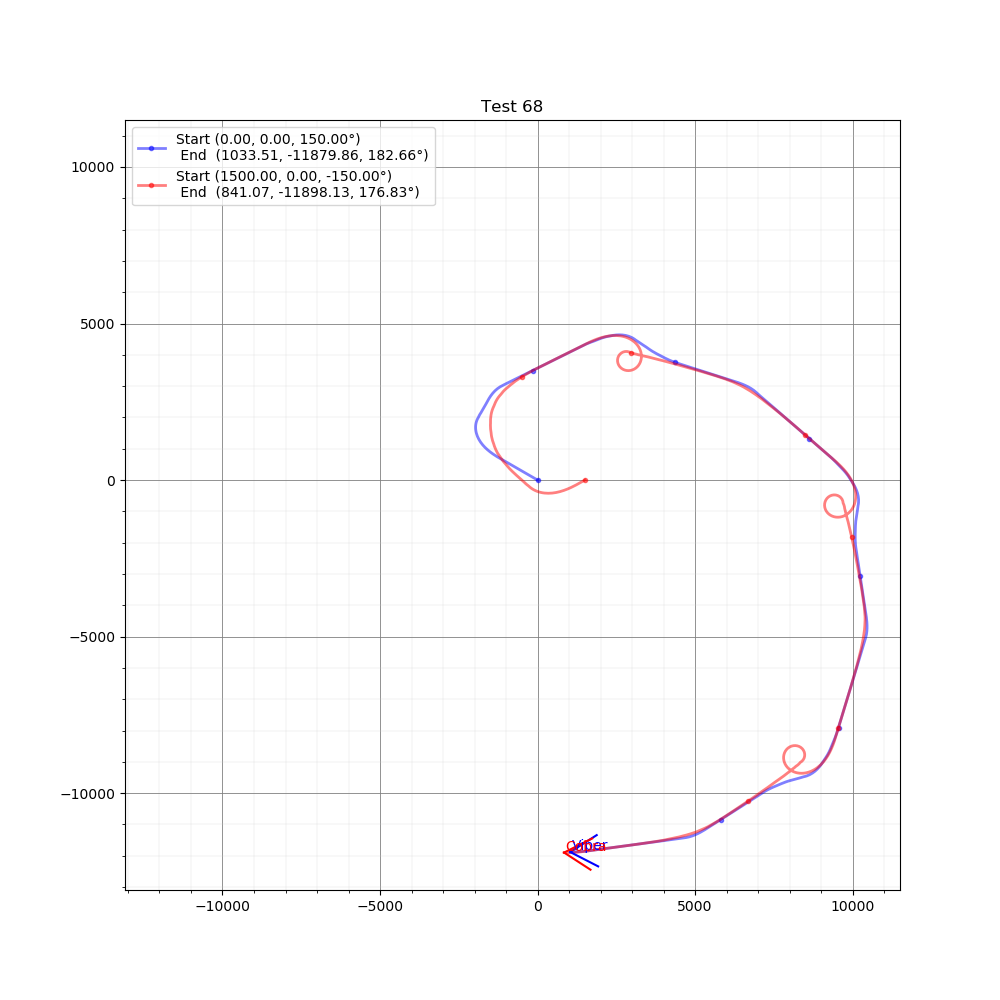 Test 68
Start (0.00, 0.00, 150.00°)
End (1033.51, -11879.86, 182.66°)
Start (1500.00, 0.00, -150.00°)
End (841.07, -11898.13, 176.83°)
10000
5000
0
−5000
−10000
Viper
−10000 −5000 0 5000 10000